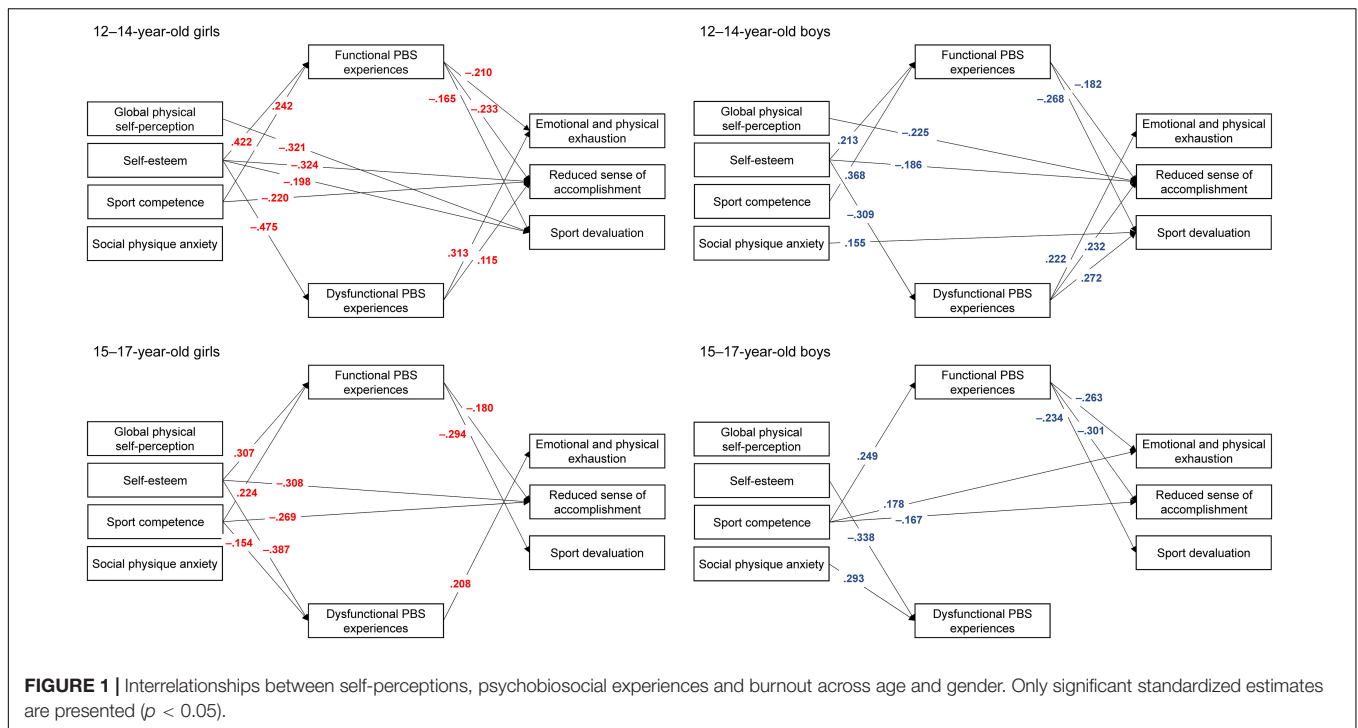 12–14-year-old girls
Functional PBS
experiences
Global physical
self-perception
Self-esteem
Sport competence
Social physique anxiety
Emotional and physical
exhaustion
Reduced sense of
accomplishment
Sport devaluation
Dysfunctional PBS
experiences
.422
.242
–.321
–.324
–.198
–.220
–.475
–.210
–.165
–.233
.313
.115
12–14-year-old boys
Functional PBS
experiences
Global physical
self-perception
Self-esteem
Sport competence
Social physique anxiety
Emotional and physical
exhaustion
Reduced sense of
accomplishment
Sport devaluation
Dysfunctional PBS
experiences
.213
.368
–.225
–.186
–.309
.155
–.182
–.268
.222
.232
.272
15–17-year-old girls
Functional PBS
experiences
Global physical
self-perception
Self-esteem
Sport competence
Social physique anxiety
Emotional and physical
exhaustion
Reduced sense of
accomplishment
Sport devaluation
Dysfunctional PBS
experiences
.307
.224
–.308
–.269
–.154
–.387
–.180
–.294
.208
15–17-year-old boys
Functional PBS
experiences
Global physical
self-perception
Self-esteem
Sport competence
Social physique anxiety
Emotional and physical
exhaustion
Reduced sense of
accomplishment
Sport devaluation
Dysfunctional PBS
experiences
.249
.178
–.167
–.338
.293
–.263
–.234
–.301
FIGURE 1 | Interrelationships between self-perceptions, psychobiosocial experiences and burnout across age and gender. Only significant standardized estimates
are presented (p < 0.05).